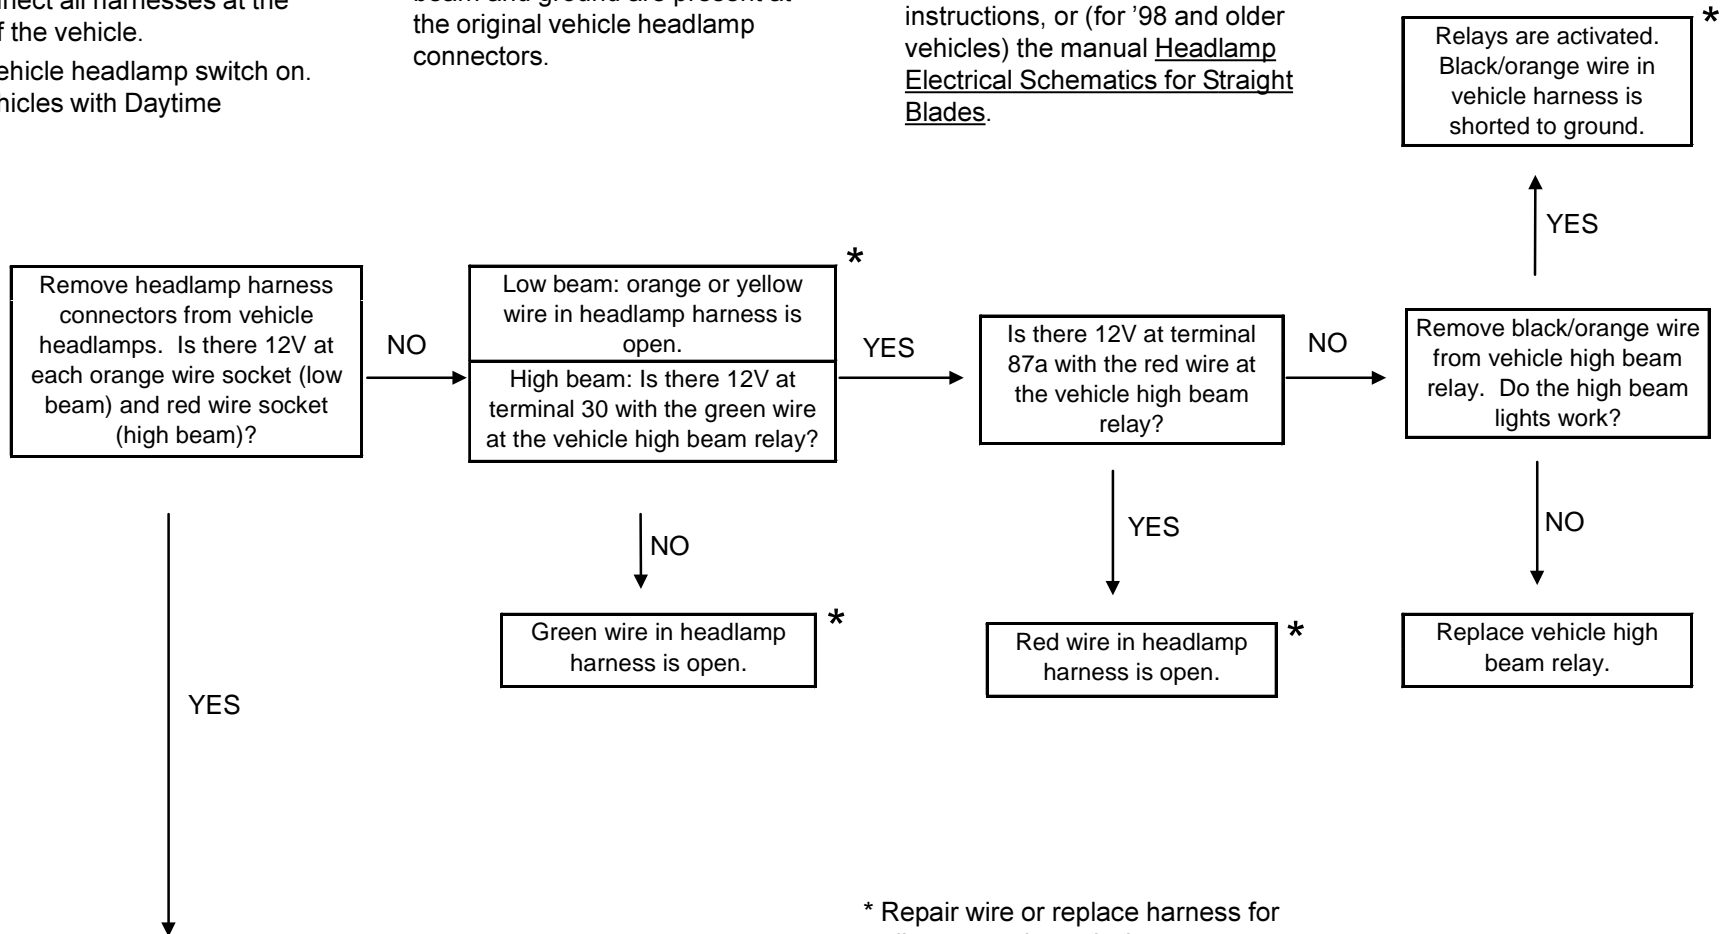 nect all harnesses at the
f the vehicle.
ehicle headlamp switch on.
hicles with Daytime
beam and ground are present at
the original vehicle headlamp
connectors.
instructions, or (for ’98 and older
vehicles) the manual Headlamp
Electrical Schematics for Straight
Blades.
*
Relays are activated.
Black/orange wire in
vehicle harness is
shorted to ground.
YES
Remove headlamp harness
connectors from vehicle
headlamps. Is there 12V at
each orange wire socket (low
beam) and red wire socket
(high beam)?
NO
*
Low beam: orange or yellow
wire in headlamp harness is
open.
High beam: Is there 12V at
terminal 30 with the green wire
at the vehicle high beam relay?
YES
Is there 12V at terminal
87a with the red wire at
the vehicle high beam
relay?
NO
Remove black/orange wire
from vehicle high beam
relay. Do the high beam
lights work?
NO
YES
NO
Green wire in headlamp
harness is open.
*
Red wire in headlamp
harness is open.
*
Replace vehicle high
beam relay.
YES
* Repair wire or replace harness for